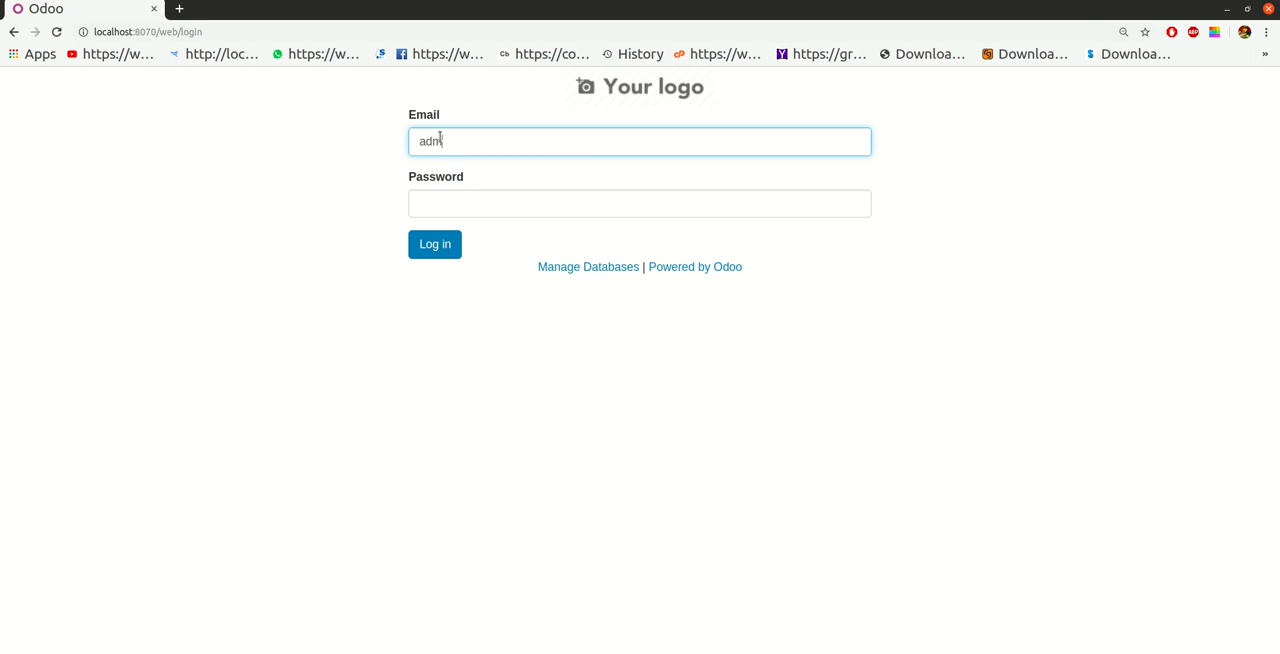 Odoo
localhost:8070/web/login
Apps https://w... http://loc... https://w... https://w... Cb https://co... History https://w... https://gr... Downloa... Downloa... Downloa... »
Your logo
Email
adm
Password
Log in
Manage Databases | Powered by Odoo